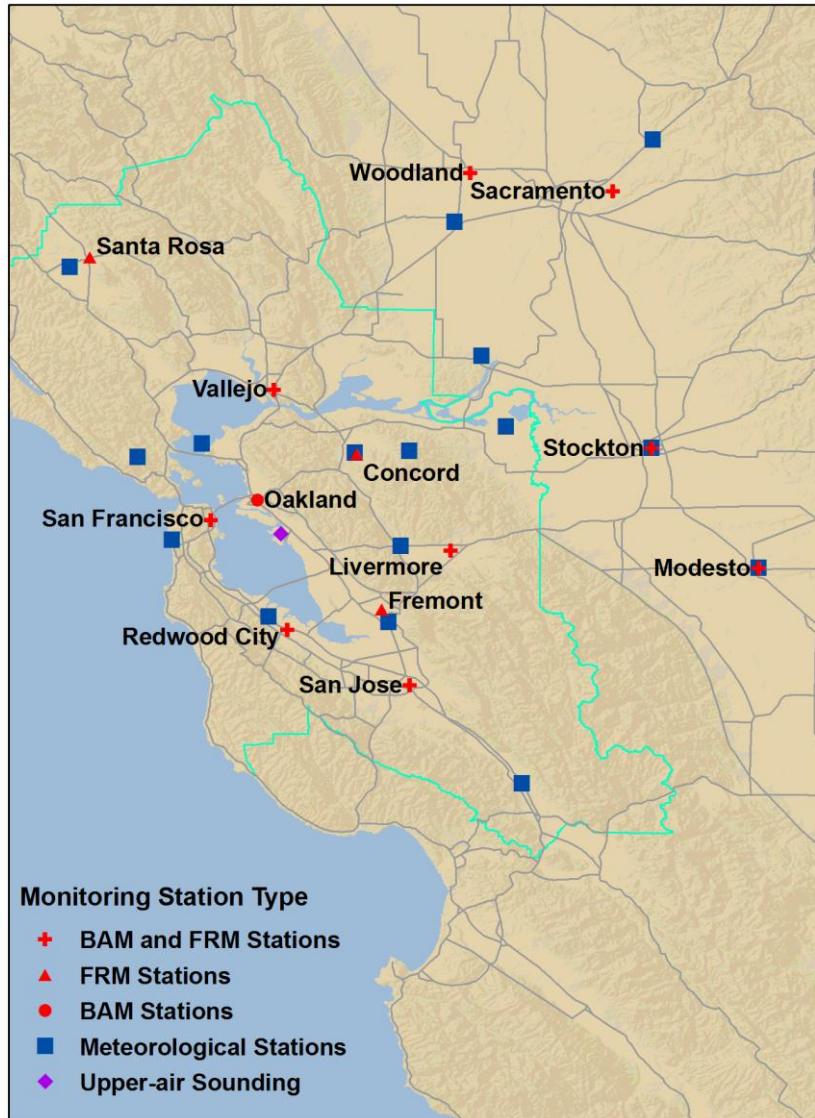 Woodland
Sacramento
Santa Rosa
Vallejo
Stockton
Concord
Oakland
San Francisco
Livermore
Modesto
Fremont
Redwood City
San Jose
Monitoring Station Type
BAM and FRM Stations
FRM Stations
BAM Stations
Meteorological Stations
Upper-air Sounding